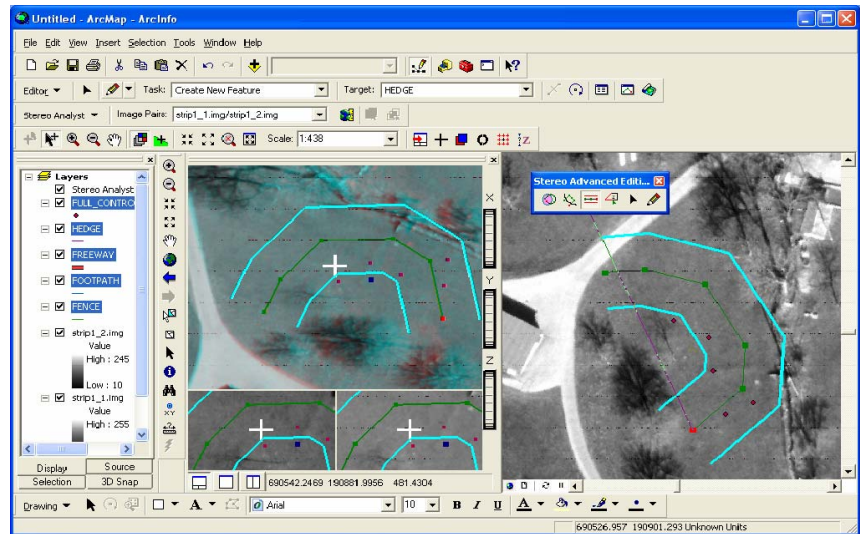 Untitled - ArcMap - ArcInfo
File Edit View Insert Selection Tools Window Help
Editor Task: Create New Feature Target: HEDGE
Stereo Analyst Image Pairs: strip1_1.img/strip1_2.img
Scale: 1:438
Layers
Stereo Analyst
FULL_CONTRO
HEDGE
FREEWAY
FOOTPATH
FENCE
strip1_2.img
Value
High : 245
Low : 10
strip1_1.img
Value
High : 255
Display Source
Selection 3D Snap
X
Y
Z
Stereo Advanced Editi...
690542.2469 190881.9956 481.4304
Drawing A Arial 10 B I U A
690526.957 190901.293 Unknown Units